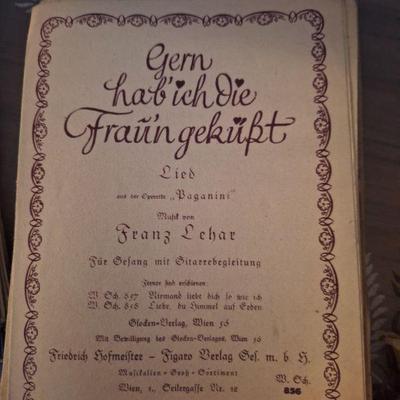 Gern
hab' ich die
Frau'n geküßt
Lied
aus der Operette „Paganini"
Musik von
Franz Lehar
Für Gesang mit Gitarrebegleitung
Ferner sind erschienen:
W. Sch. 857 Niemand liebt dich so wie ich
W. Sch. 858 Liebe, du Himmel auf Erden
Glocken-Verlag, Wien 56
Mit Bewilligung des Glocken-Verlages, Wien 56
Friedrich Hofmeister – Figaro Verlag Ges. m. b. H.
Musikalien - Groß - Sortiment
Wien, 1., Seilergasse Nr. 12
W. Sch.
856